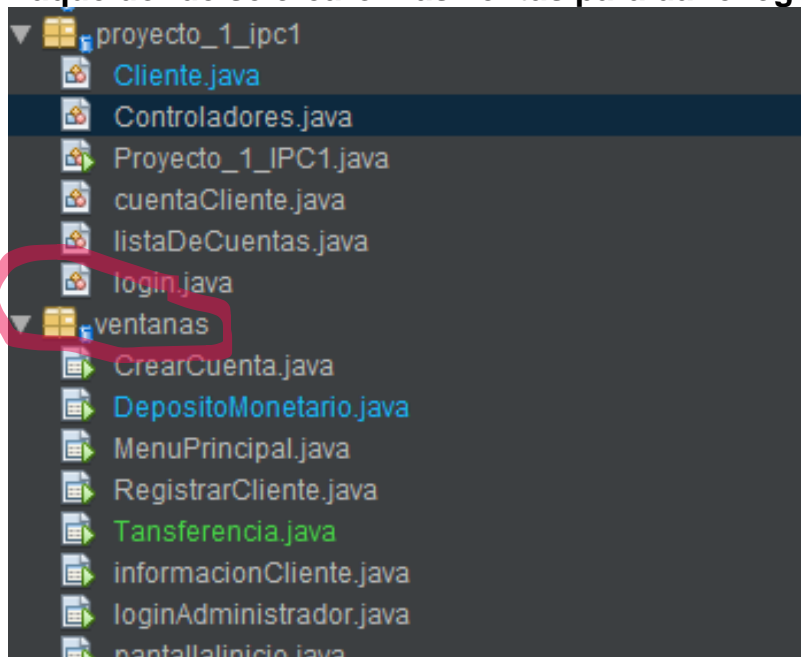 proyecto_1_ipc1
Cliente.java
Controladores.java
Proyecto_1_IPC1.java
cuentaCliente.java
listaDeCuentas.java
login.java
ventanas
CrearCuenta.java
DepositoMonetario.java
MenuPrincipal.java
RegistrarCliente.java
Tansferencia.java
informacionCliente.java
loginAdministrador.java